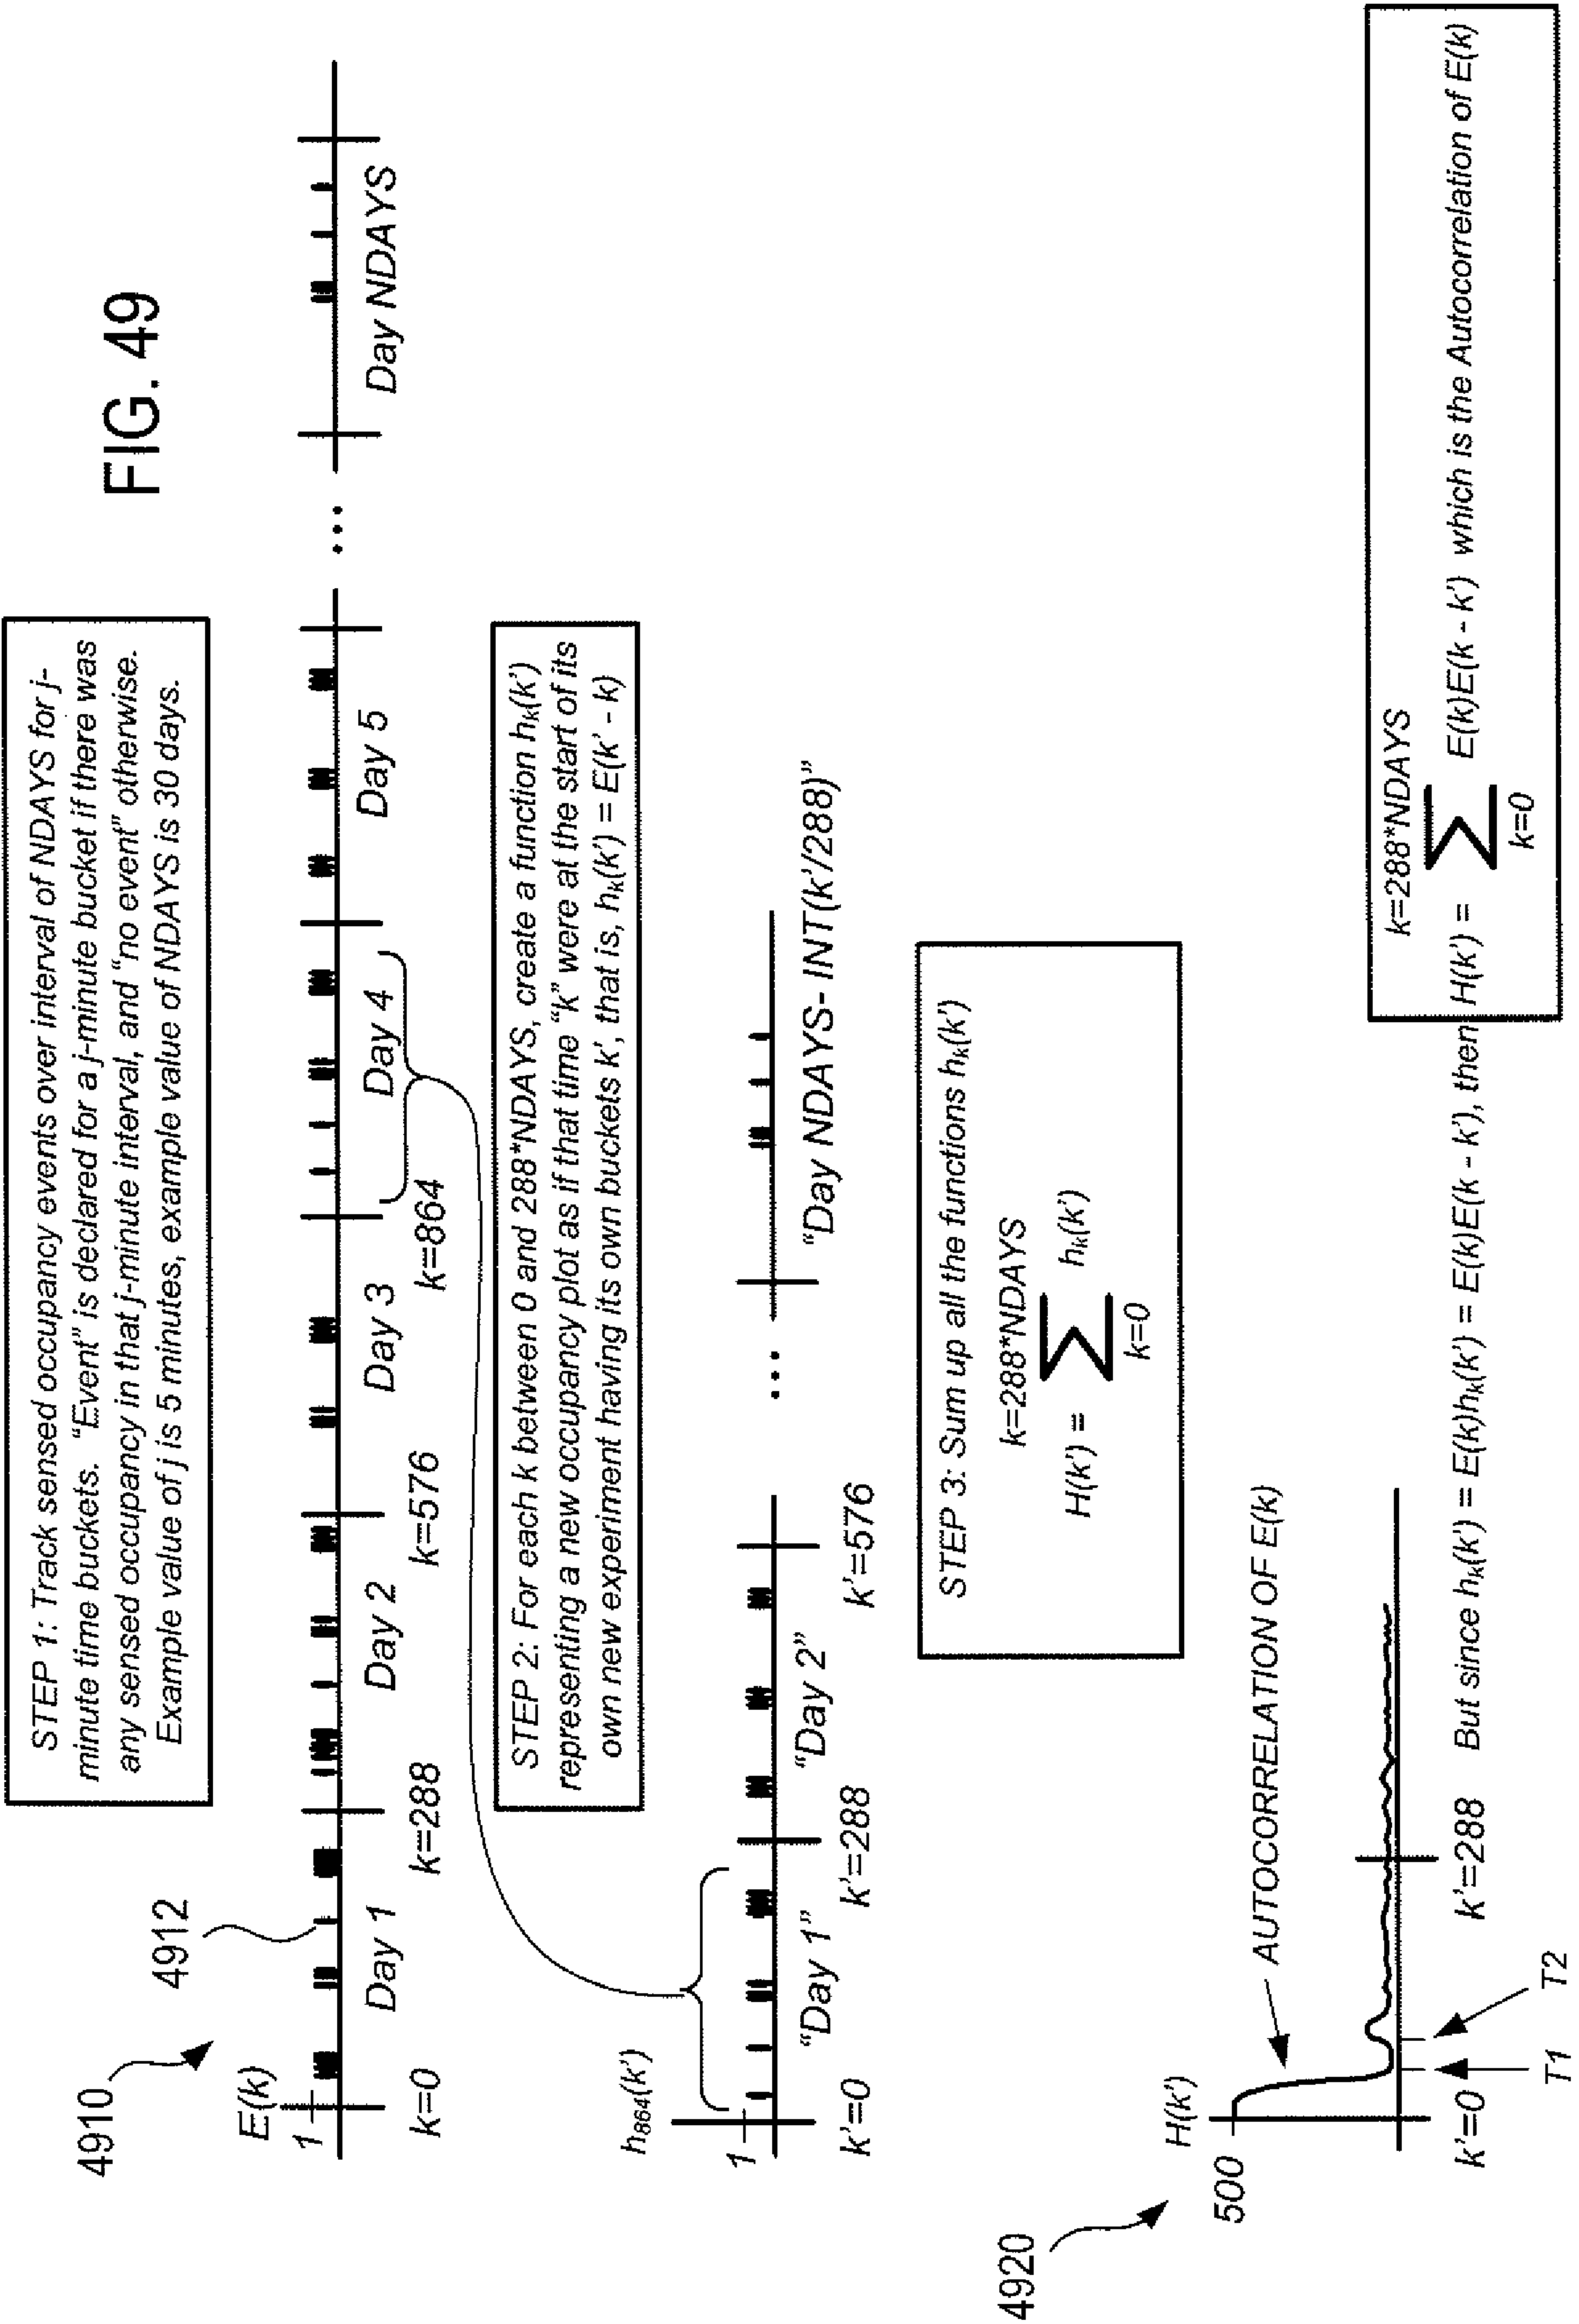 FIG. 49
STEP 1: Track sensed occupancy events over interval of NDAYS for j-
minute time buckets. “Event” is declared for a j-minute bucket if there was
any sensed occupancy in that j-minute interval, and “no event” otherwise.
Example value of j is 5 minutes, example value of NDAYS is 30 days.
4910
4912
E(k)
1
Day 1
Day 2
Day 3
Day 4
Day 5
...
Day NDAYS
k=0
k=288
k=576
k=864
STEP 2: For each k between 0 and 288*NDAYS, create a function hk(k’)
representing a new occupancy plot as if that time “k” were at the start of its
own new experiment having its own buckets k’, that is, hk(k’) = E(k’ - k)
h864(k’)
1
“Day 1”
“Day 2”
...
“Day NDAYS- INT(k’/288)”
k’=0
k’=288
k’=576
STEP 3: Sum up all the functions hk(k’)
k=288*NDAYS
H(k’) = ∑ hk(k’)
k=0
4920
H(k’)
500
AUTOCORRELATION OF E(k)
k’=0
k’=288
T1
T2
But since hk(k’) = E(k)hk(k’) = E(k)E(k - k’), then
k=288*NDAYS
H(k’) = ∑ E(k)E(k - k’) which is the Autocorrelation of E(k)
k=0